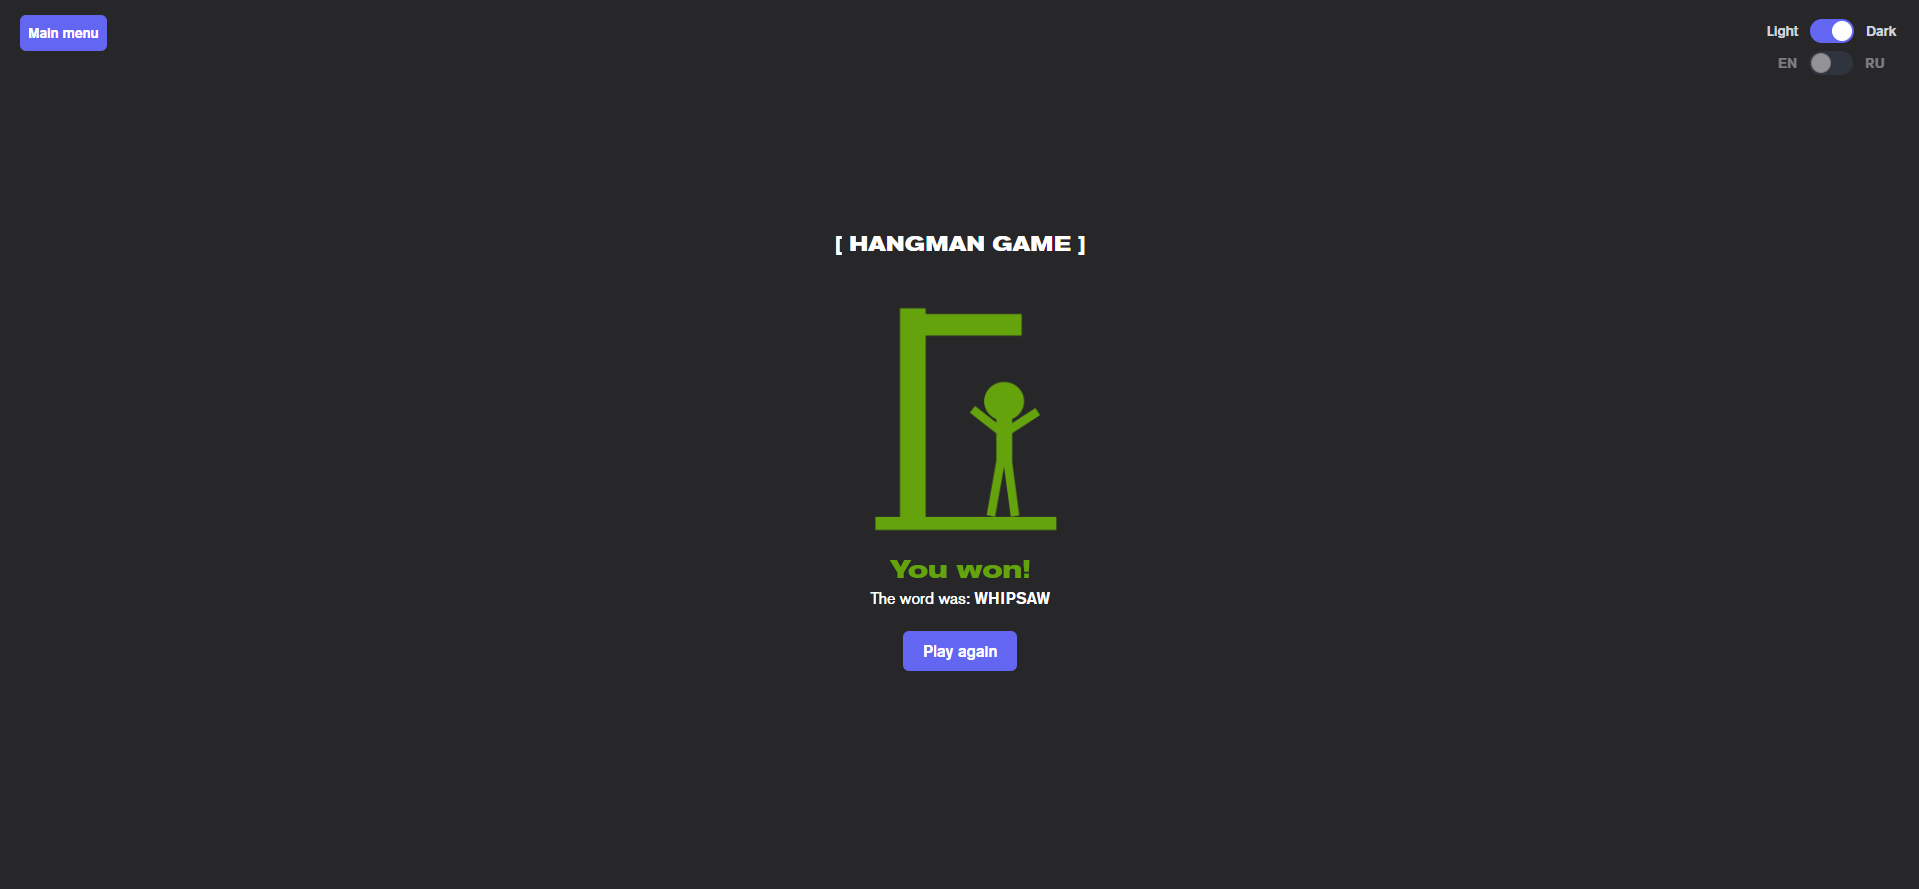 Main menu
Light Dark
EN RU
[ HANGMAN GAME ]
You won!
The word was: WHIPSAW
Play again